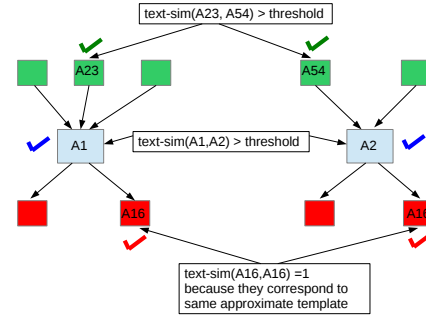 text-sim(A23, A54) > threshold
A23
A54
A1
text-sim(A1,A2) > threshold
A2
A16
A16
text-sim(A16,A16) =1
because they correspond to
same approximate template